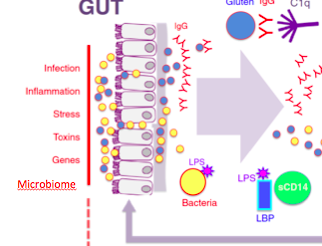 GUT
IgG
Gluten IgG C1q
Infection
Inflammation
Stress
Toxins
Genes
Microbiome
LPS
Bacteria
LPS
sCD14
LBP